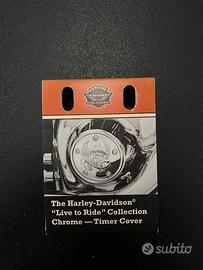 The Harley-Davidson®
"Live to Ride" Collection
Chrome — Timer Cover
subito